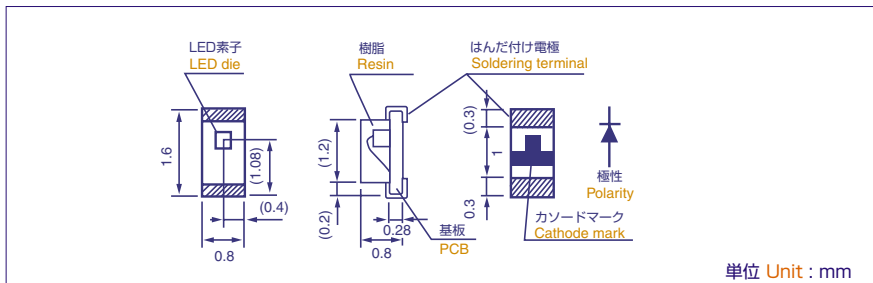 LED素子
LED die
樹脂
Resin
はんだ付け電極
Soldering terminal
1.6
(1.08)
(0.4)
0.8
(1.2)
(0.2)
0.28
0.8
基板
PCB
(0.3)
1
0.3
カソードマーク
Cathode mark
極性
Polarity
単位 Unit : mm